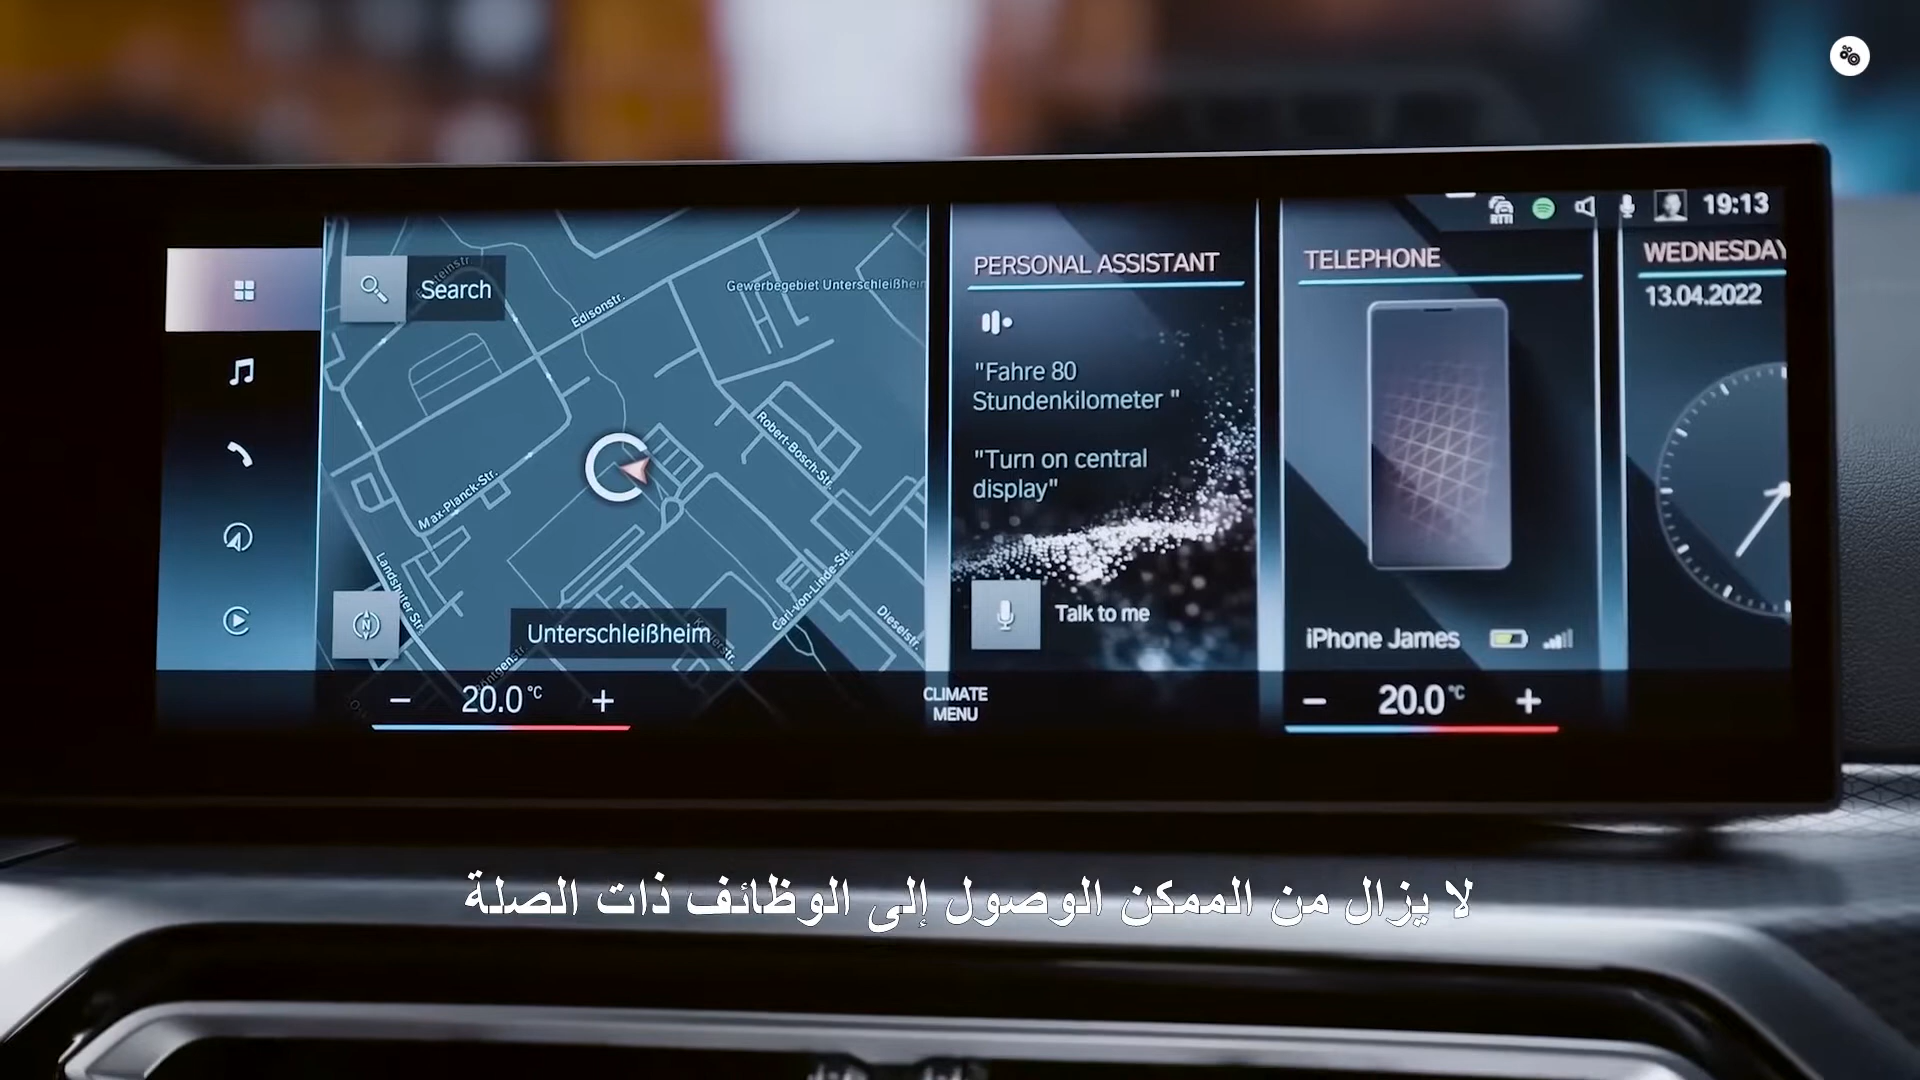 RTTI
19:13
Search
Edisonstr.
Gewerbegebiet Unterschleißheim
Max-Planck-Str.
Robert-Bosch-Str.
Landshuter Str.
Carl-von-Linde-Str.
Dieselstr.
Unterschleißheim
PERSONAL ASSISTANT
"Fahre 80
Stundenkilometer "
"Turn on central
display"
Talk to me
TELEPHONE
iPhone James
WEDNESDAY
13.04.2022
- 20.0 °C +
CLIMATE
MENU
- 20.0 °C +
لا يزال من الممكن الوصول إلى الوظائف ذات الصلة